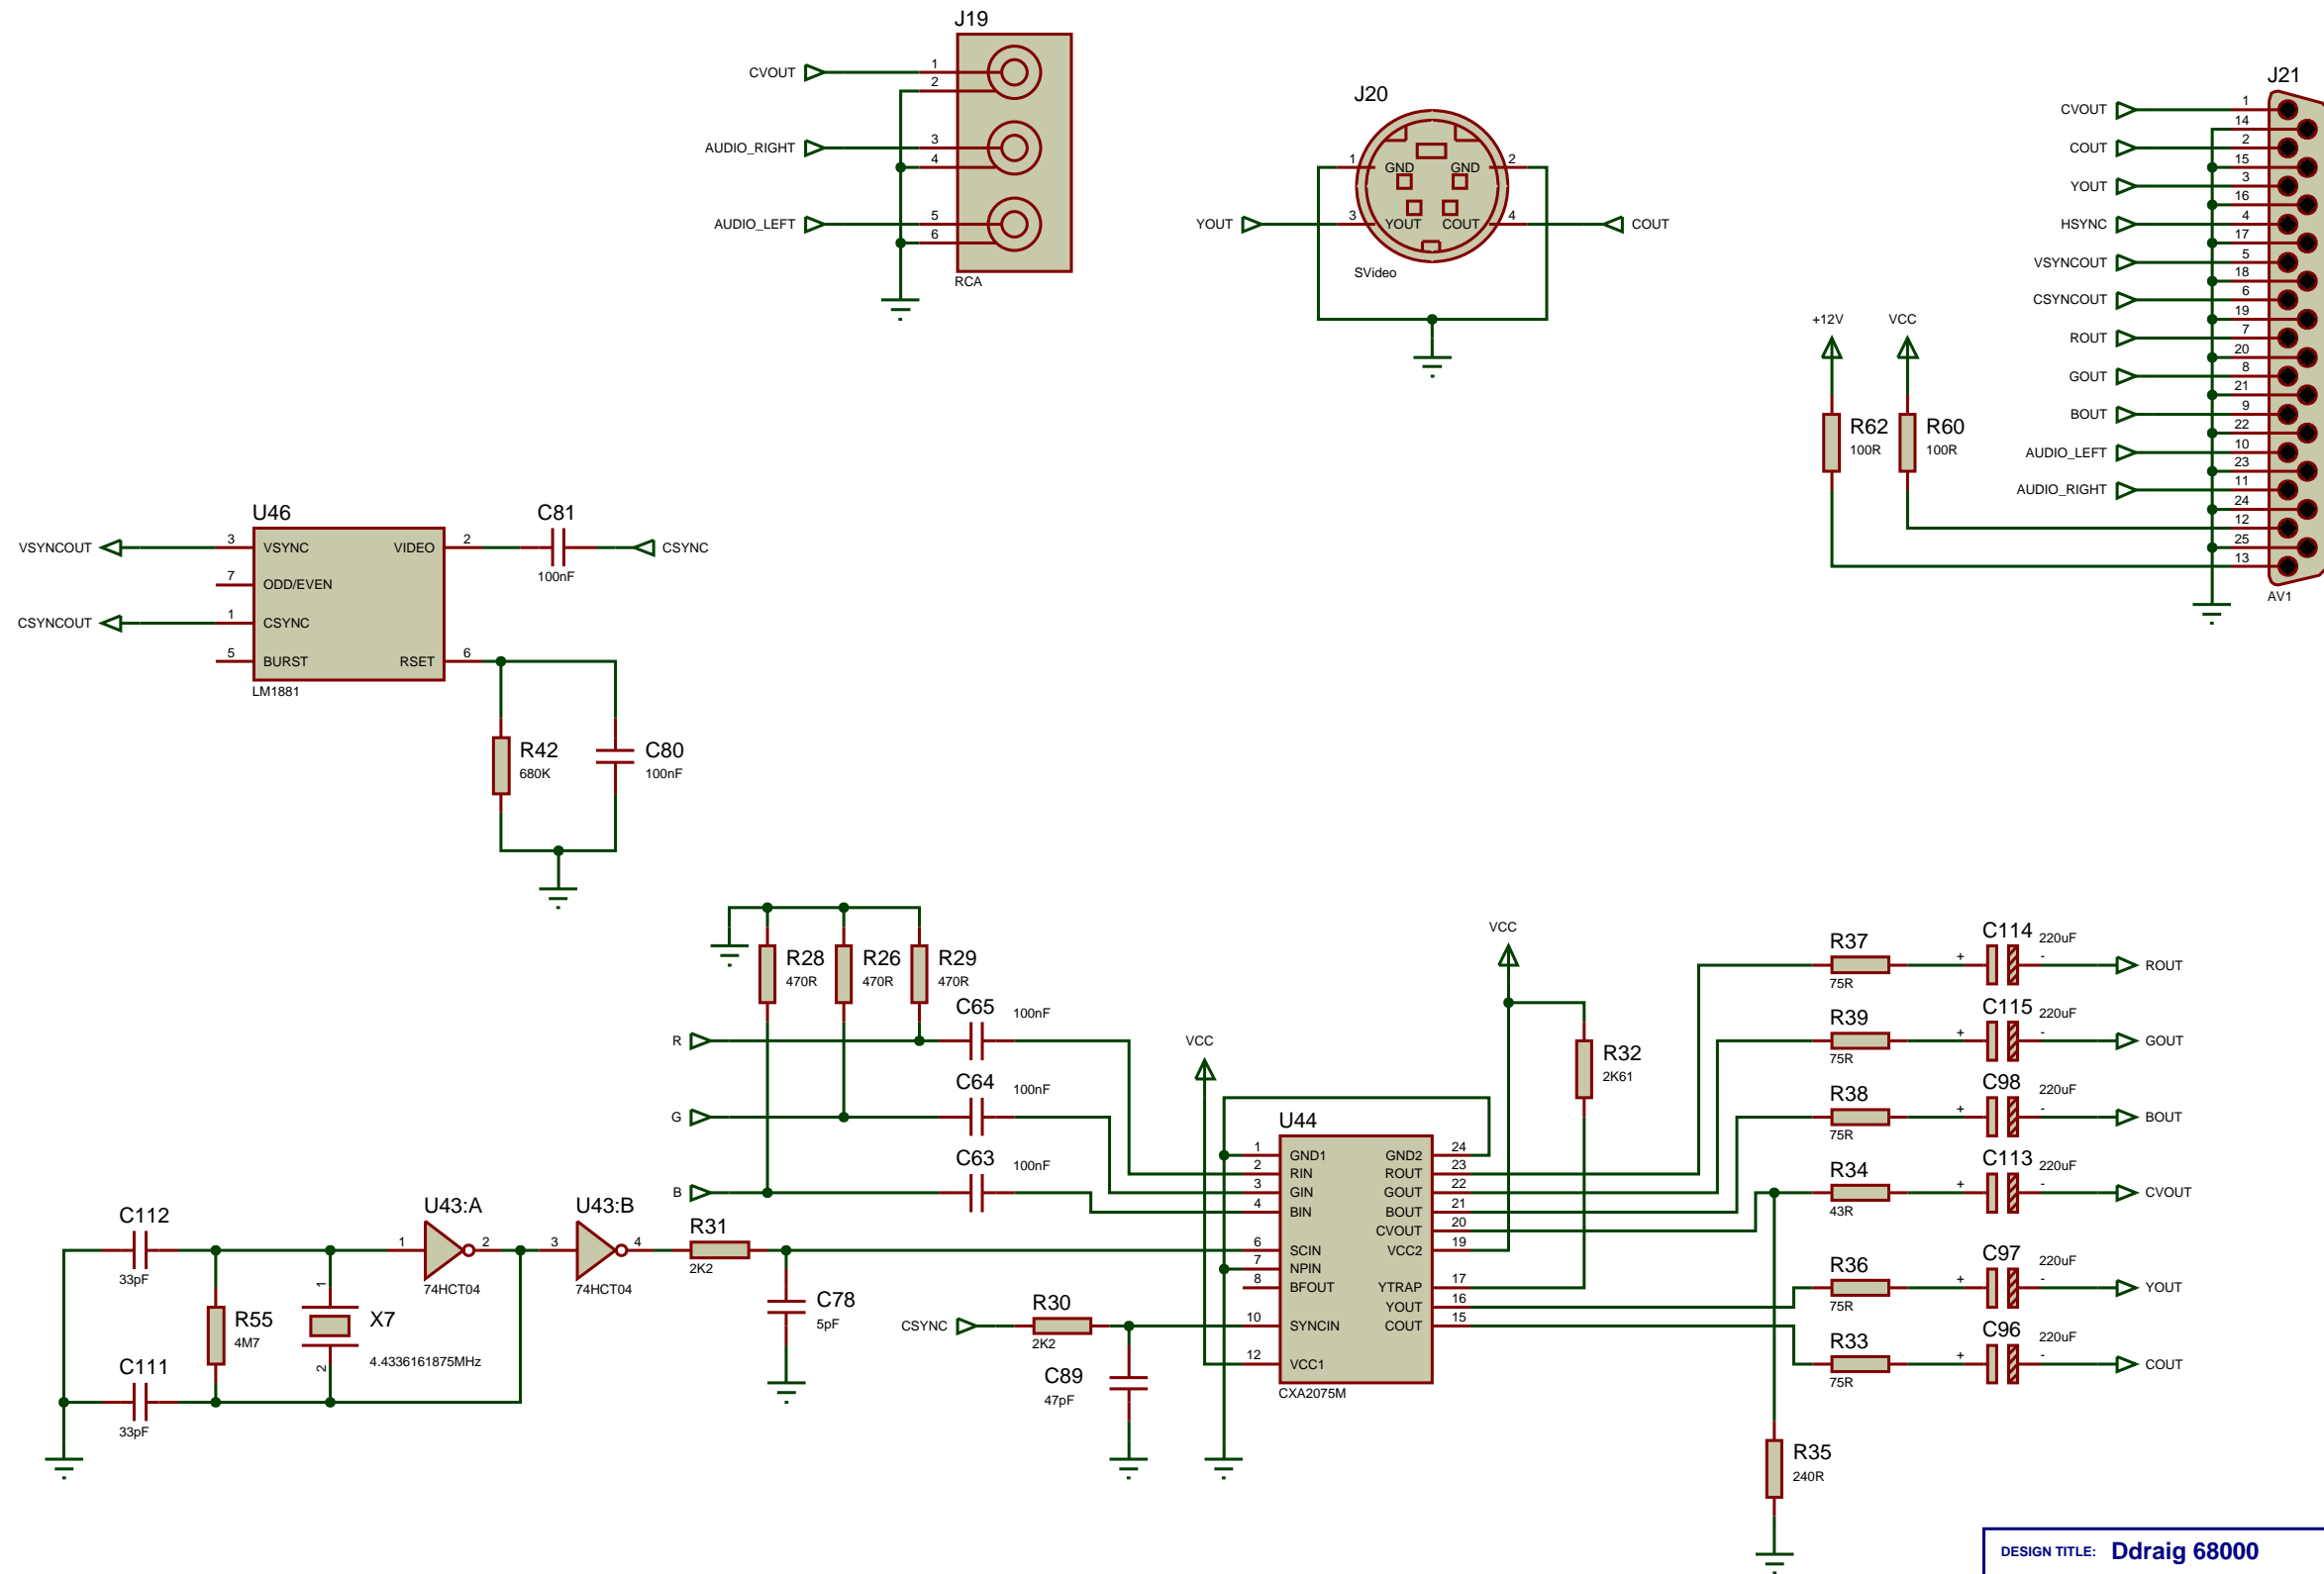 J19
CVOUT
1
2
AUDIO_RIGHT
3
4
AUDIO_LEFT
5
6
RCA
J20
1
GND
GND
2
YOUT
3
YOUT
COUT
4
COUT
SVideo
J21
CVOUT
1
14
COUT
2
15
YOUT
3
16
HSYNC
4
17
VSYNCOUT
5
18
CSYNCOUT
6
19
ROUT
7
20
GOUT
8
21
BOUT
9
22
AUDIO_LEFT
10
23
AUDIO_RIGHT
11
24
12
25
13
AV1
+12V
VCC
R62
100R
R60
100R
U46
VSYNCOUT
3
VSYNC
VIDEO
2
C81
100nF
CSYNC
7
ODD/EVEN
CSYNCOUT
1
CSYNC
5
BURST
RSET
6
LM1881
R42
680K
C80
100nF
R28
470R
R26
470R
R29
470R
R
C65
100nF
G
C64
100nF
B
C63
100nF
C112
33pF
R55
4M7
X7
1
2
4.4336161875MHz
C111
33pF
U43:A
1
2
74HCT04
U43:B
3
4
74HCT04
R31
2K2
C78
5pF
CSYNC
R30
2K2
C89
47pF
VCC
VCC
R32
2K61
U44
1
GND1
GND2
24
2
RIN
ROUT
23
3
GIN
GOUT
22
4
BIN
BOUT
21
CVOUT
20
6
SCIN
VCC2
19
7
NPIN
8
BFOUT
YTRAP
17
YOUT
16
10
SYNCIN
COUT
15
12
VCC1
CXA2075M
R37
75R
+
C114
220uF
-
ROUT
R39
75R
+
C115
220uF
-
GOUT
R38
75R
+
C98
220uF
-
BOUT
R34
43R
+
C113
220uF
-
CVOUT
R36
75R
+
C97
220uF
-
YOUT
R33
75R
+
C96
220uF
-
COUT
R35
240R
DESIGN TITLE: Ddraig 68000